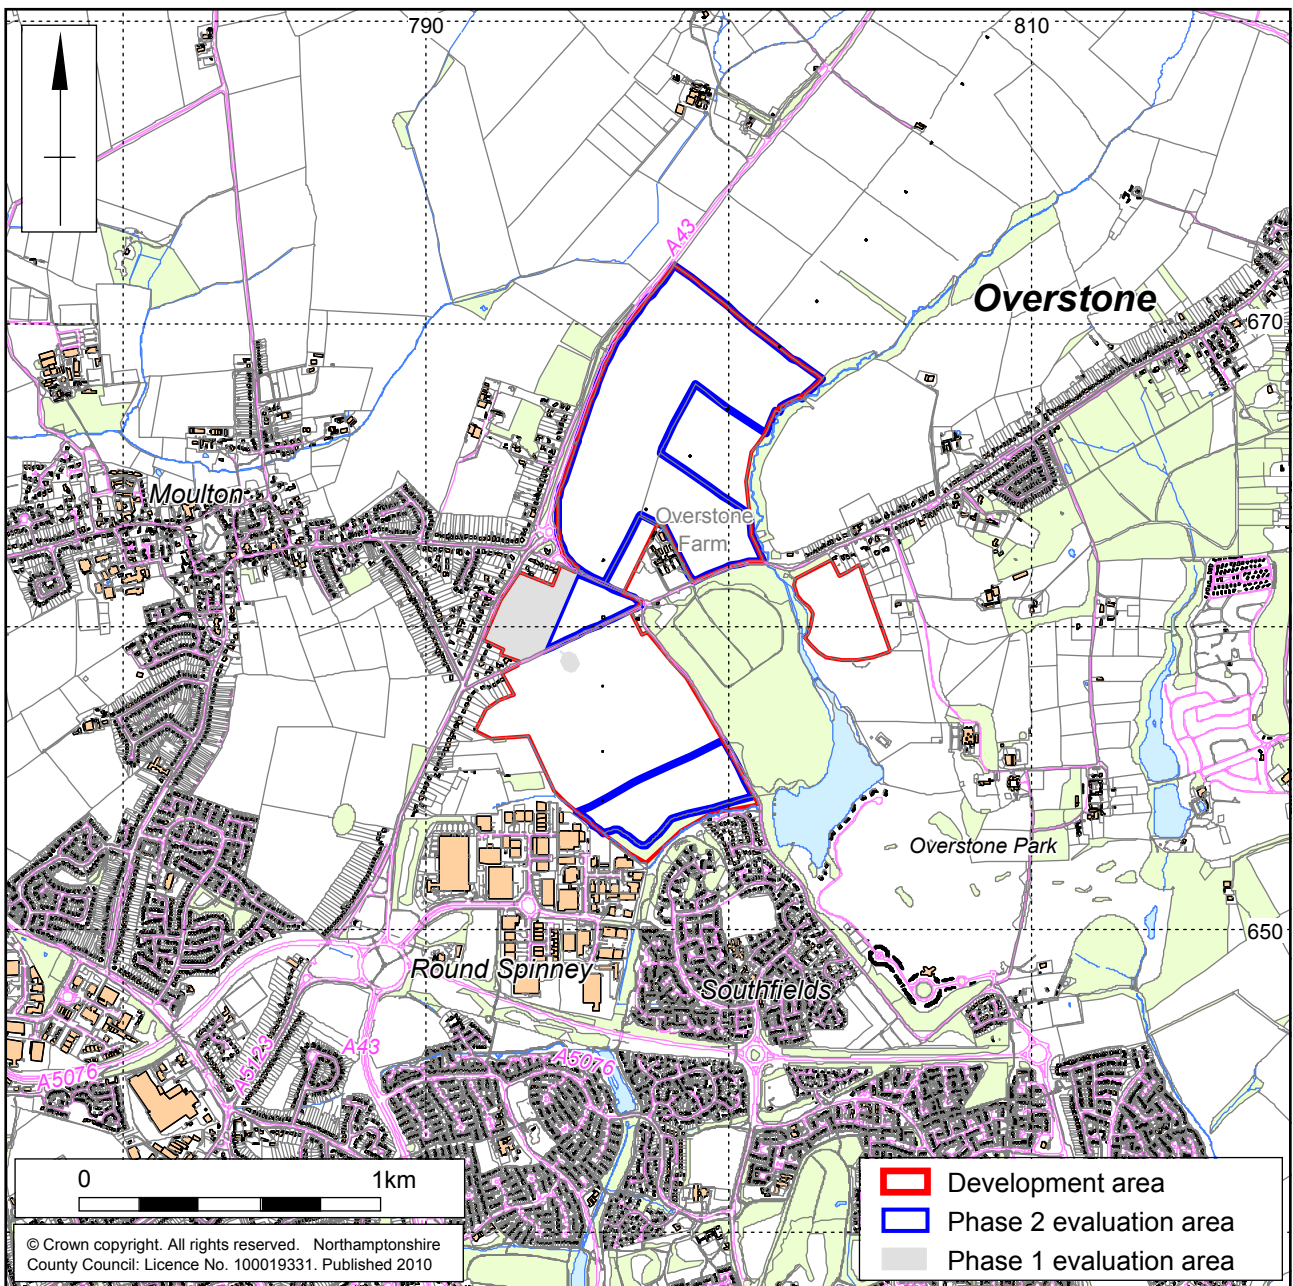 790
810
A43
Overstone
670
Moulton
Overstone
Farm
Overstone Park
650
Round Spinney
Southfields
A43
A5123
A5076
A5076
0 1km
Development area
Phase 2 evaluation area
Phase 1 evaluation area
© Crown copyright. All rights reserved. Northamptonshire
County Council: Licence No. 100019331. Published 2010